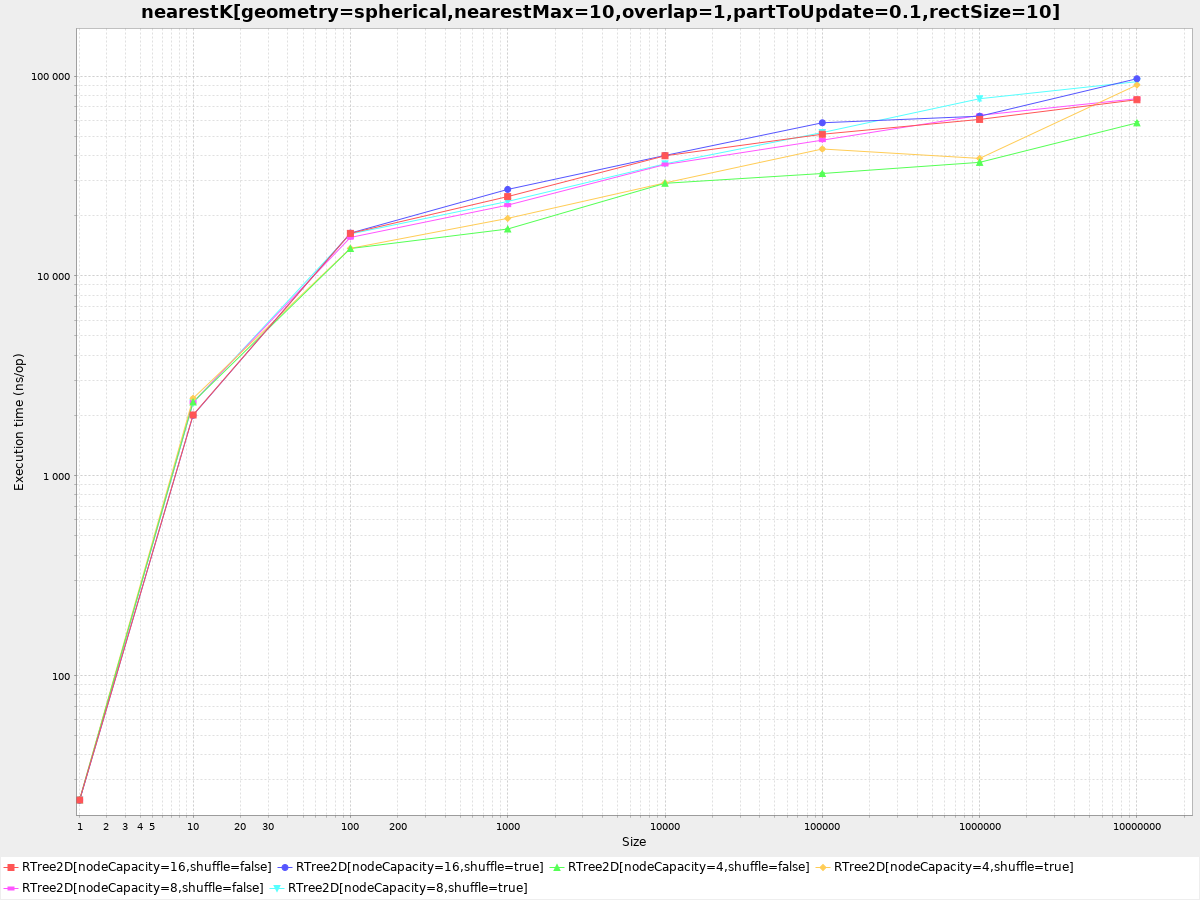 nearestK[geometry=spherical,nearestMax=10,overlap=1,partToUpdate=0.1,rectSize=10]
100 000
10 000
1 000
100
Execution time (ns/op)
1 2 3 4 5 10 20 30 100 200 1000 10000 100000 1000000 10000000
Size
RTree2D[nodeCapacity=16,shuffle=false] RTree2D[nodeCapacity=16,shuffle=true] RTree2D[nodeCapacity=4,shuffle=false] RTree2D[nodeCapacity=4,shuffle=true]
RTree2D[nodeCapacity=8,shuffle=false] RTree2D[nodeCapacity=8,shuffle=true]